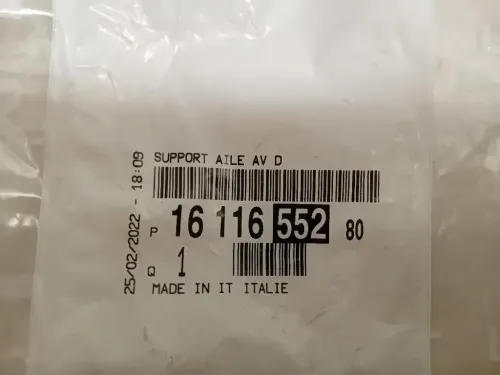 SUPPORT AILE AV D
P 16 116 552 80
Q 1
MADE IN IT ITALIE
25/02/2022 - 18:09